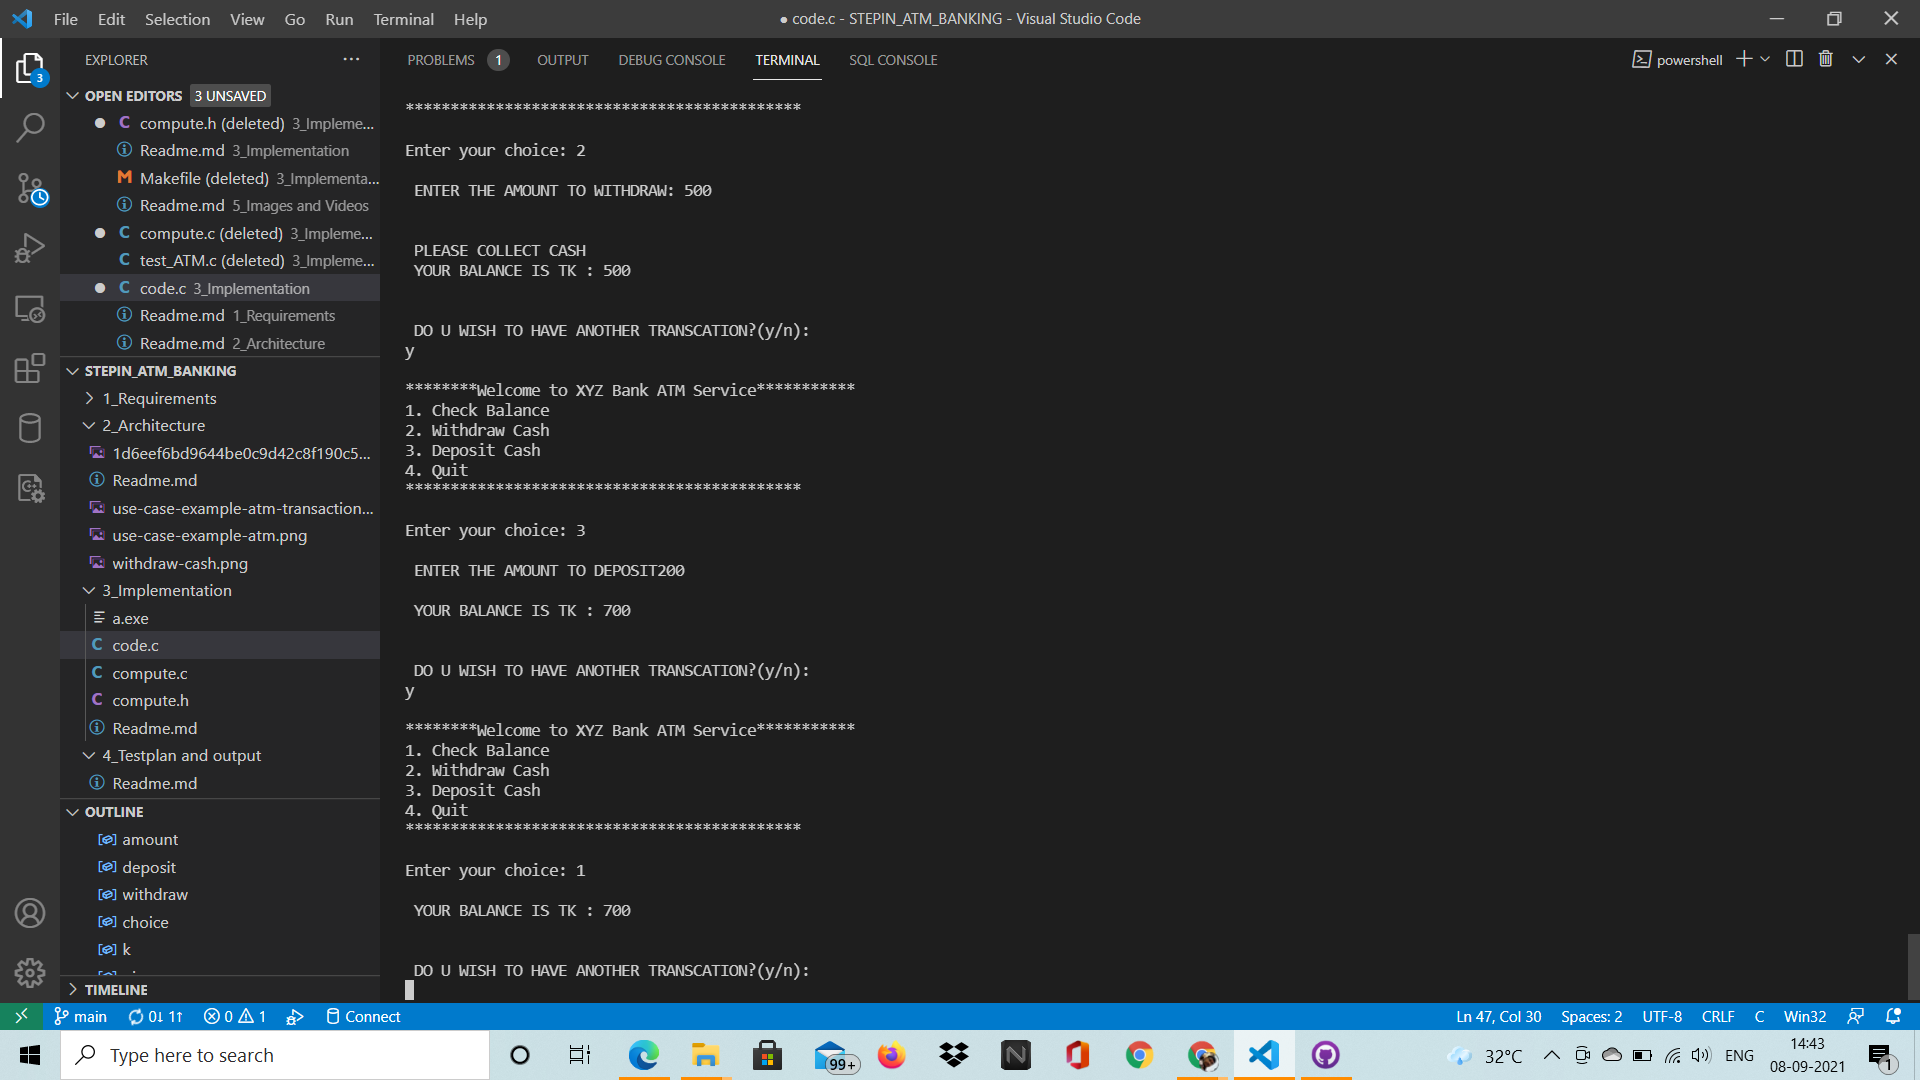 File Edit Selection View Go Run Terminal Help
● code.c - STEPIN_ATM_BANKING - Visual Studio Code
EXPLORER
OPEN EDITORS 3 UNSAVED
● C compute.h (deleted) 3_Impleme...
Readme.md 3_Implementation
M Makefile (deleted) 3_Implementa...
Readme.md 5_Images and Videos
● C compute.c (deleted) 3_Impleme...
C test_ATM.c (deleted) 3_Impleme...
● C code.c 3_Implementation
Readme.md 1_Requirements
Readme.md 2_Architecture
STEPIN_ATM_BANKING
1_Requirements
2_Architecture
1d6eef6bd9644be0c9d42c8f190c5...
Readme.md
use-case-example-atm-transaction...
use-case-example-atm.png
withdraw-cash.png
3_Implementation
a.exe
C code.c
C compute.c
C compute.h
Readme.md
4_Testplan and output
Readme.md
OUTLINE
amount
deposit
withdraw
choice
k
TIMELINE
3
PROBLEMS 1 OUTPUT DEBUG CONSOLE TERMINAL SQL CONSOLE
powershell
********************************************
Enter your choice: 2
ENTER THE AMOUNT TO WITHDRAW: 500
PLEASE COLLECT CASH
YOUR BALANCE IS TK : 500
DO U WISH TO HAVE ANOTHER TRANSCATION?(y/n):
y
********Welcome to XYZ Bank ATM Service***********
1. Check Balance
2. Withdraw Cash
3. Deposit Cash
4. Quit
********************************************
Enter your choice: 3
ENTER THE AMOUNT TO DEPOSIT200
YOUR BALANCE IS TK : 700
DO U WISH TO HAVE ANOTHER TRANSCATION?(y/n):
y
********Welcome to XYZ Bank ATM Service***********
1. Check Balance
2. Withdraw Cash
3. Deposit Cash
4. Quit
********************************************
Enter your choice: 1
YOUR BALANCE IS TK : 700
DO U WISH TO HAVE ANOTHER TRANSCATION?(y/n):
main 0↓ 1↑ 0 1 Connect
Ln 47, Col 30 Spaces: 2 UTF-8 CRLF C Win32
Type here to search
99+
32°C
ENG
14:43
08-09-2021
1